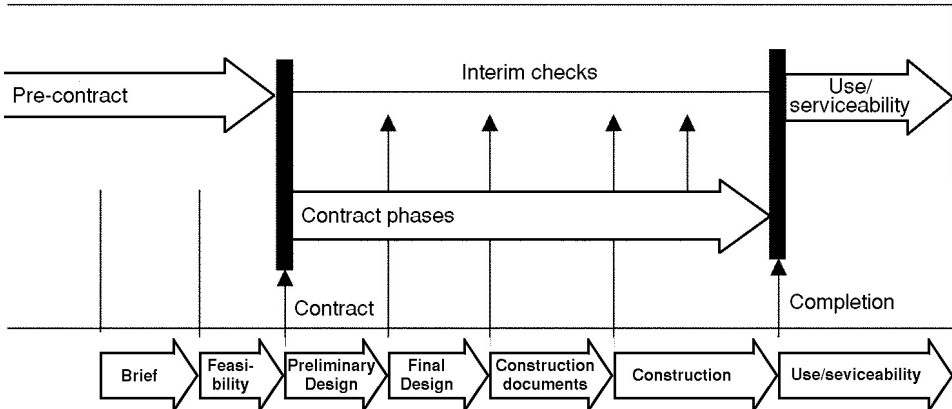 Interim checks
Pre-contract
Use/
serviceability
Contract phases
Contract
Completion
Brief
Feasi-
bility
Preliminary
Design
Final
Design
Construction
documents
Construction
Use/seviceability